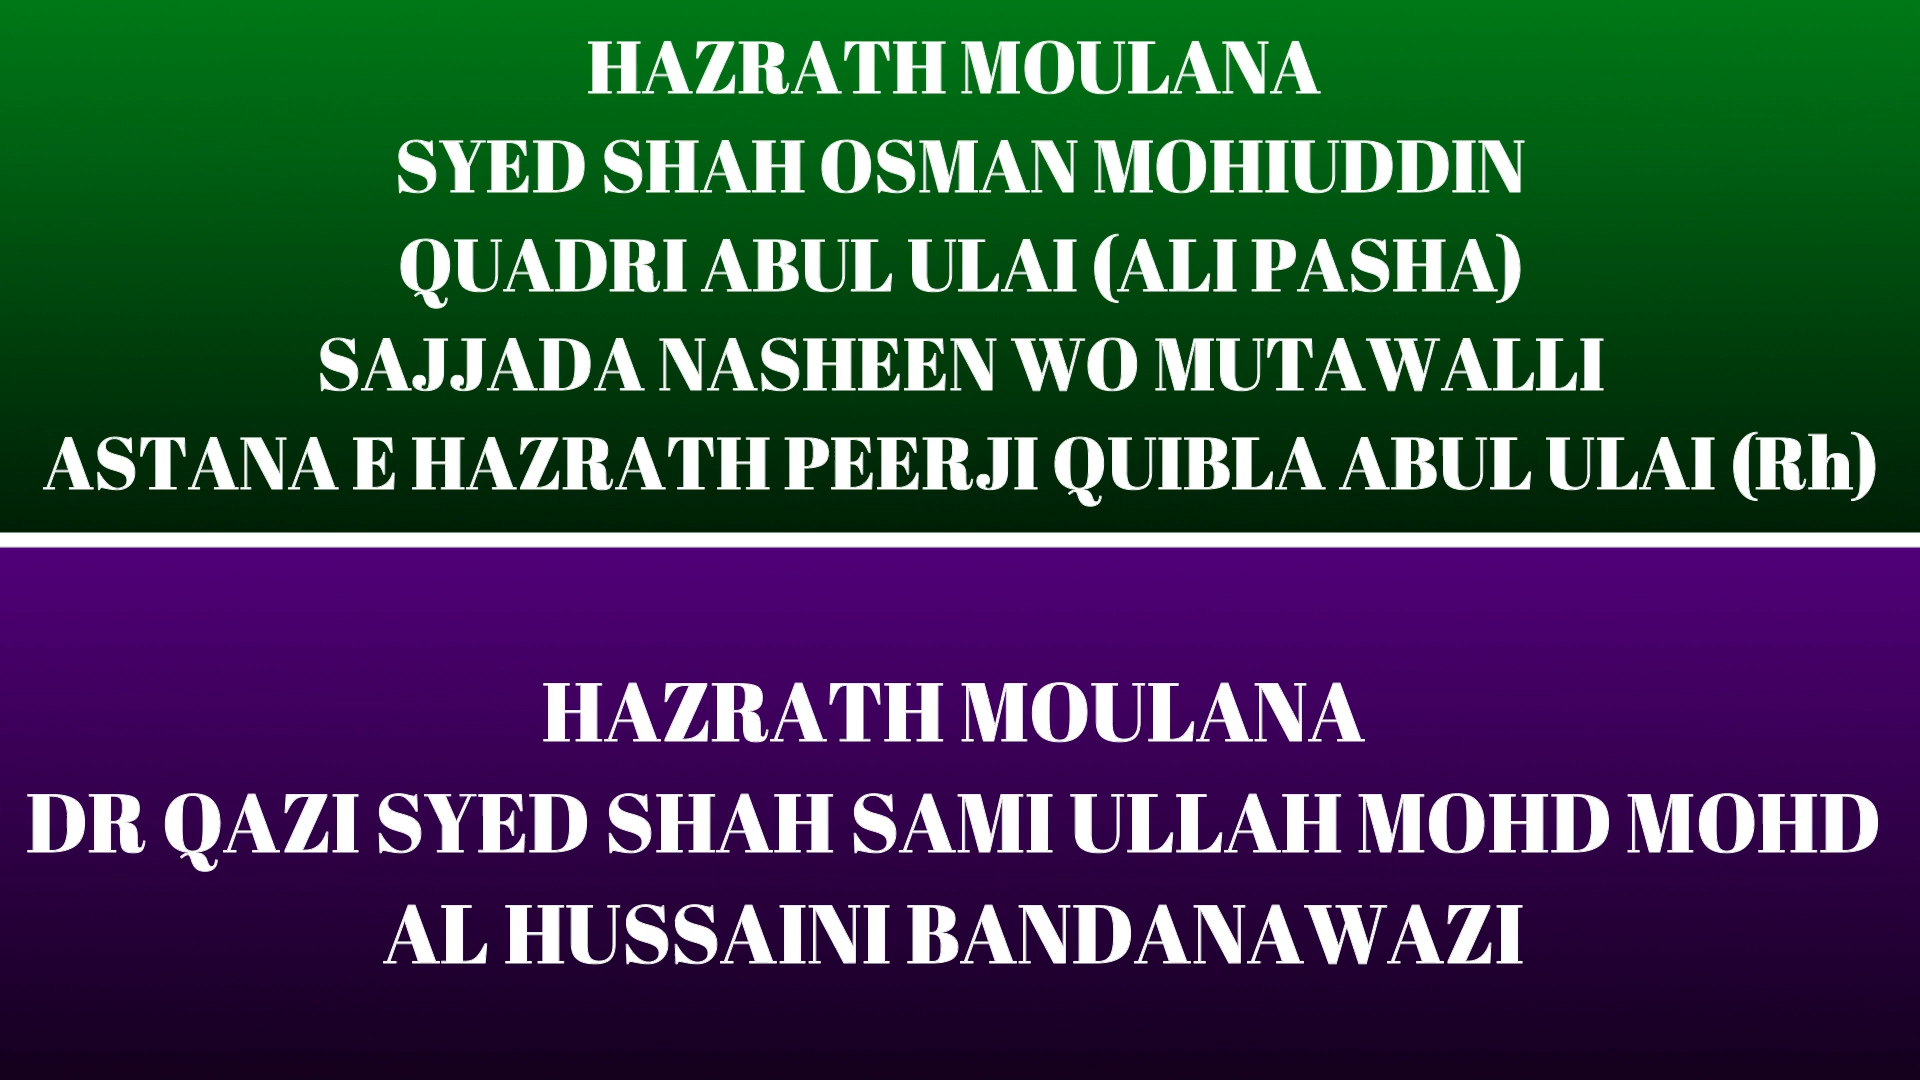 HAZRATH MOULANA
SYED SHAH OSMAN MOHIUDDIN
QUADRI ABUL ULAI (ALI PASHA)
SAJJADA NASHEEN WO MUTAWALLI
ASTANA E HAZRATH PEERJI QUIBLA ABUL ULAI (Rh)
HAZRATH MOULANA
DR QAZI SYED SHAH SAMI ULLAH MOHD MOHD
AL HUSSAINI BANDANAWAZI